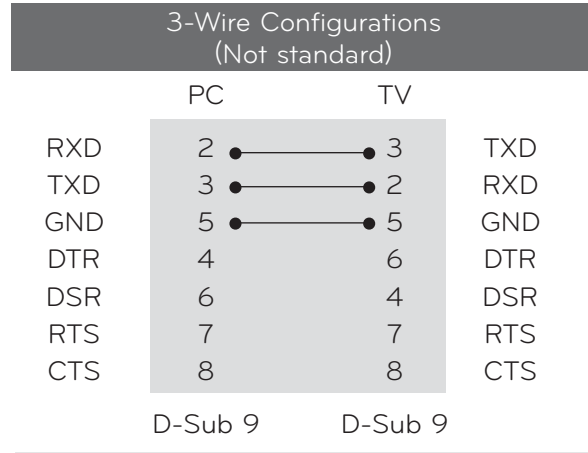 3-Wire Configurations
(Not standard)
PC TV
RXD 2 3 TXD
TXD 3 2 RXD
GND 5 5 GND
DTR 4 6 DTR
DSR 6 4 DSR
RTS 7 7 RTS
CTS 8 8 CTS
D-Sub 9 D-Sub 9